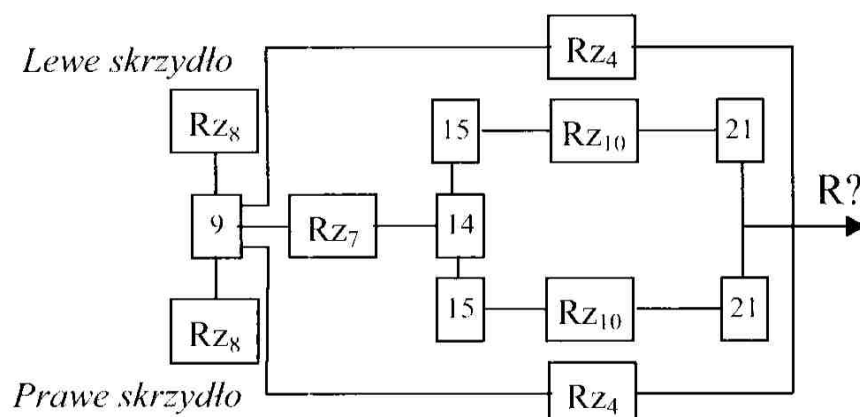 Lewe skrzydło
Rz₄
Rz₈
15
Rz₁₀
21
R?
9
Rz₇
14
Rz₈
15
Rz₁₀
21
Prawe skrzydło
Rz₄